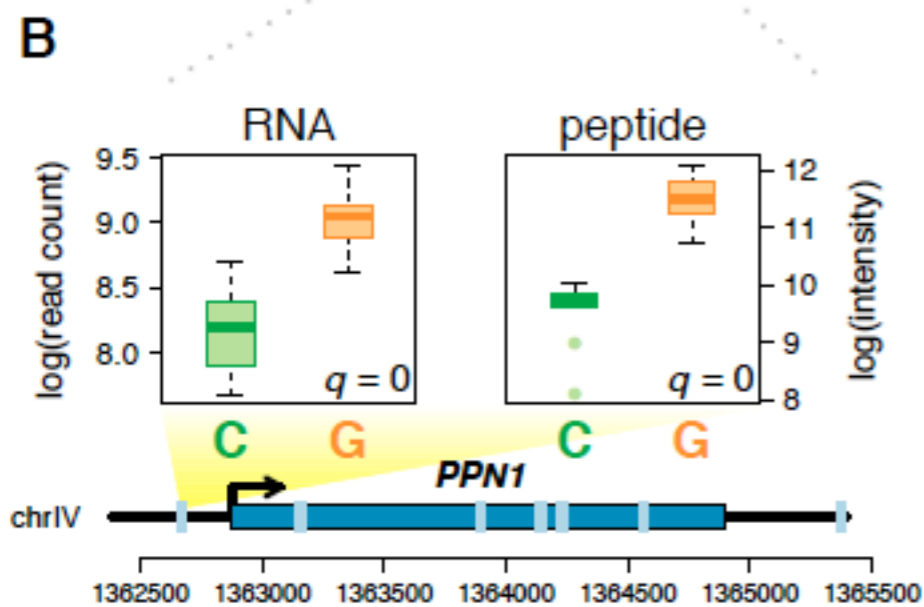 B
RNA
peptide
log(read count)
9.5
9.0
8.5
8.0
q = 0
q = 0
12
11
10
9
8
log(intensity)
C
G
C
G
PPN1
chrIV
1362500 1363000 1363500 1364000 1364500 1365000 1365500